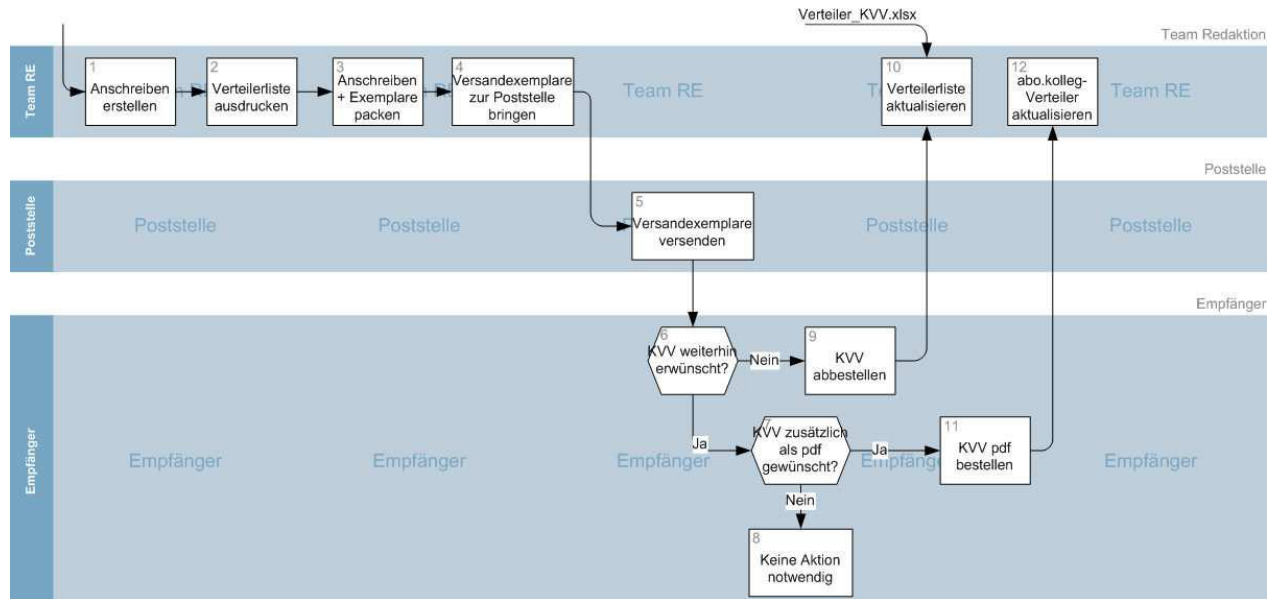 Verteiler_KVV.xlsx
Team Redaktion
Team RE
1
Anschreiben
erstellen
2
Verteilerliste
ausdrucken
3
Anschreiben
+ Exemplare
packen
4
Versandexemplare
zur Poststelle
bringen
Team RE
10
Verteilerliste
aktualisieren
12
abo.kolleg-
Verteiler
aktualisieren
Team RE
Poststelle
Poststelle
Poststelle
Poststelle
5
Versandexemplare
versenden
Poststelle
Poststelle
Empfänger
Empfänger
6
KVV weiterhin
erwünscht?
Nein
9
KVV
abbestellen
Ja
7
KVV zusätzlich
als pdf
gewünscht?
Ja
11
KVV pdf
bestellen
Empfänger
Empfänger
Empfänger
Empfänger
Empfänger
Nein
8
Keine Aktion
notwendig